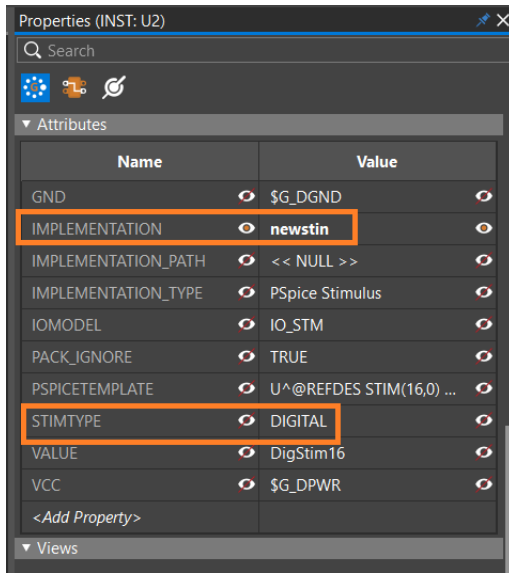 Properties (INST: U2)
Search
Attributes
Name Value
GND $G_DGND
IMPLEMENTATION newstin
IMPLEMENTATION_PATH << NULL >>
IMPLEMENTATION_TYPE PSpice Stimulus
IOMODEL IO_STM
PACK_IGNORE TRUE
PSPICETEMPLATE U^@REFDES STIM(16,0) ...
STIMTYPE DIGITAL
VALUE DigStim16
VCC $G_DPWR
<Add Property>
Views